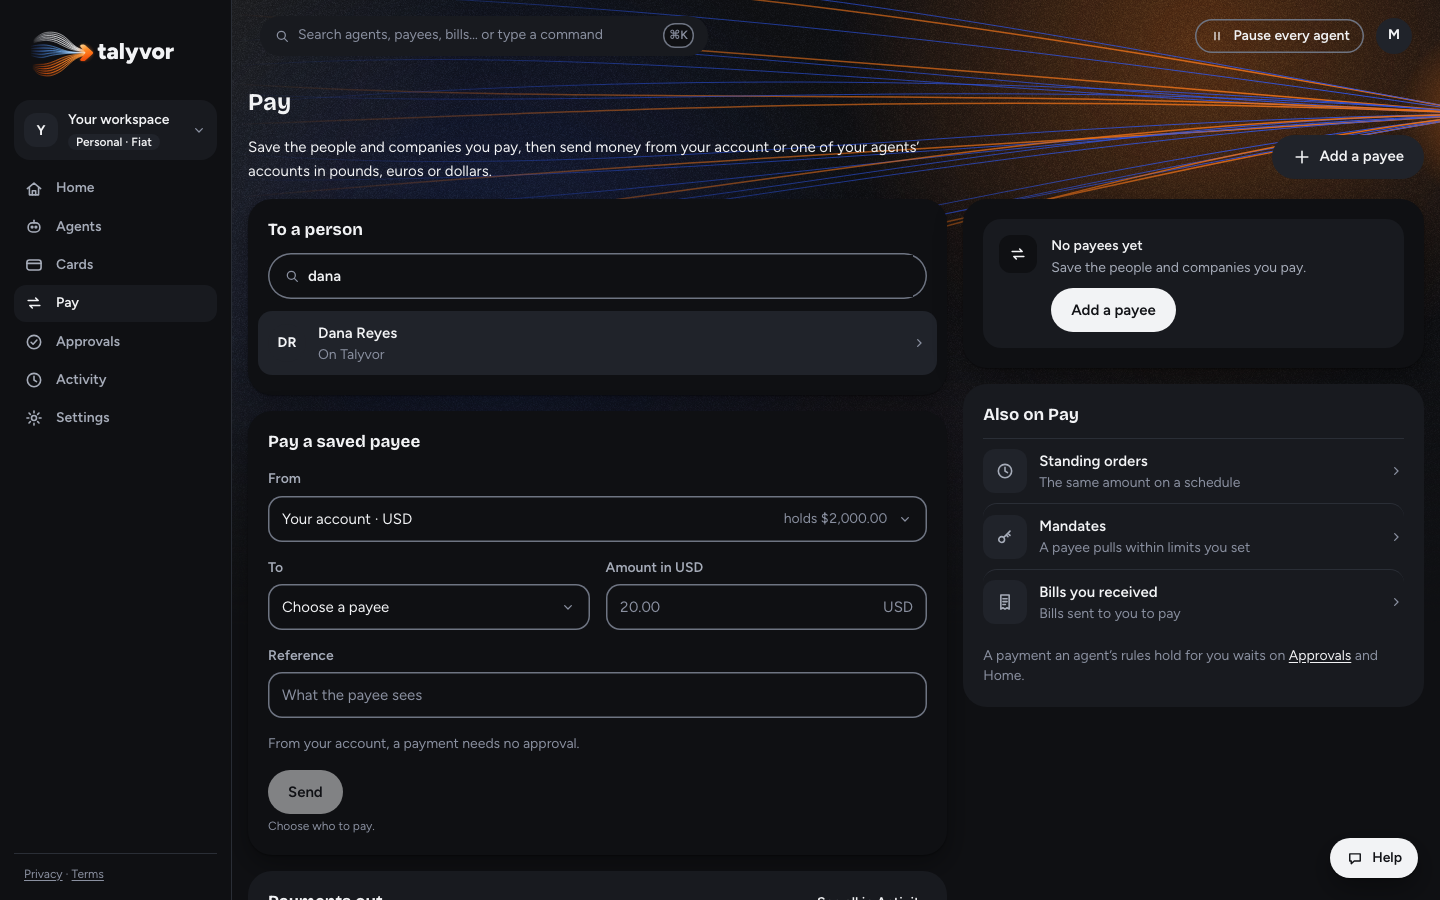 talyvor
Search agents, payees, bills... or type a command
⌘K
Pause every agent
M
Y
Your workspace
Personal · Fiat
Home
Agents
Cards
Pay
Approvals
Activity
Settings
Privacy · Terms
Pay
Save the people and companies you pay, then send money from your account or one of your agents’
accounts in pounds, euros or dollars.
Add a payee
To a person
dana
DR
Dana Reyes
On Talyvor
Pay a saved payee
From
Your account · USD
holds $2,000.00
To
Choose a payee
Amount in USD
20.00
USD
Reference
What the payee sees
From your account, a payment needs no approval.
Send
Choose who to pay.
No payees yet
Save the people and companies you pay.
Add a payee
Also on Pay
Standing orders
The same amount on a schedule
Mandates
A payee pulls within limits you set
Bills you received
Bills sent to you to pay
A payment an agent’s rules hold for you waits on Approvals and
Home.
Help